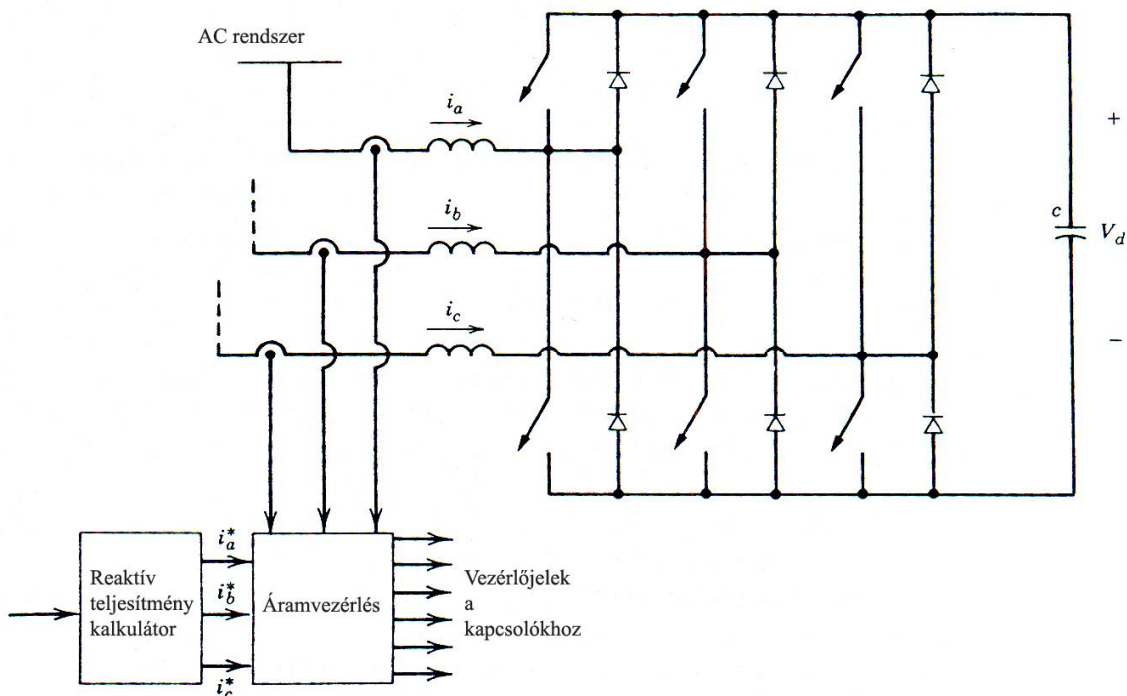 AC rendszer
i_a
i_b
i_c
+
c
V_d
−
i_a^*
i_b^*
i_c^*
Reaktív
teljesítmény
kalkulátor
Áramvezérlés
Vezérlőjelek
a
kapcsolókhoz